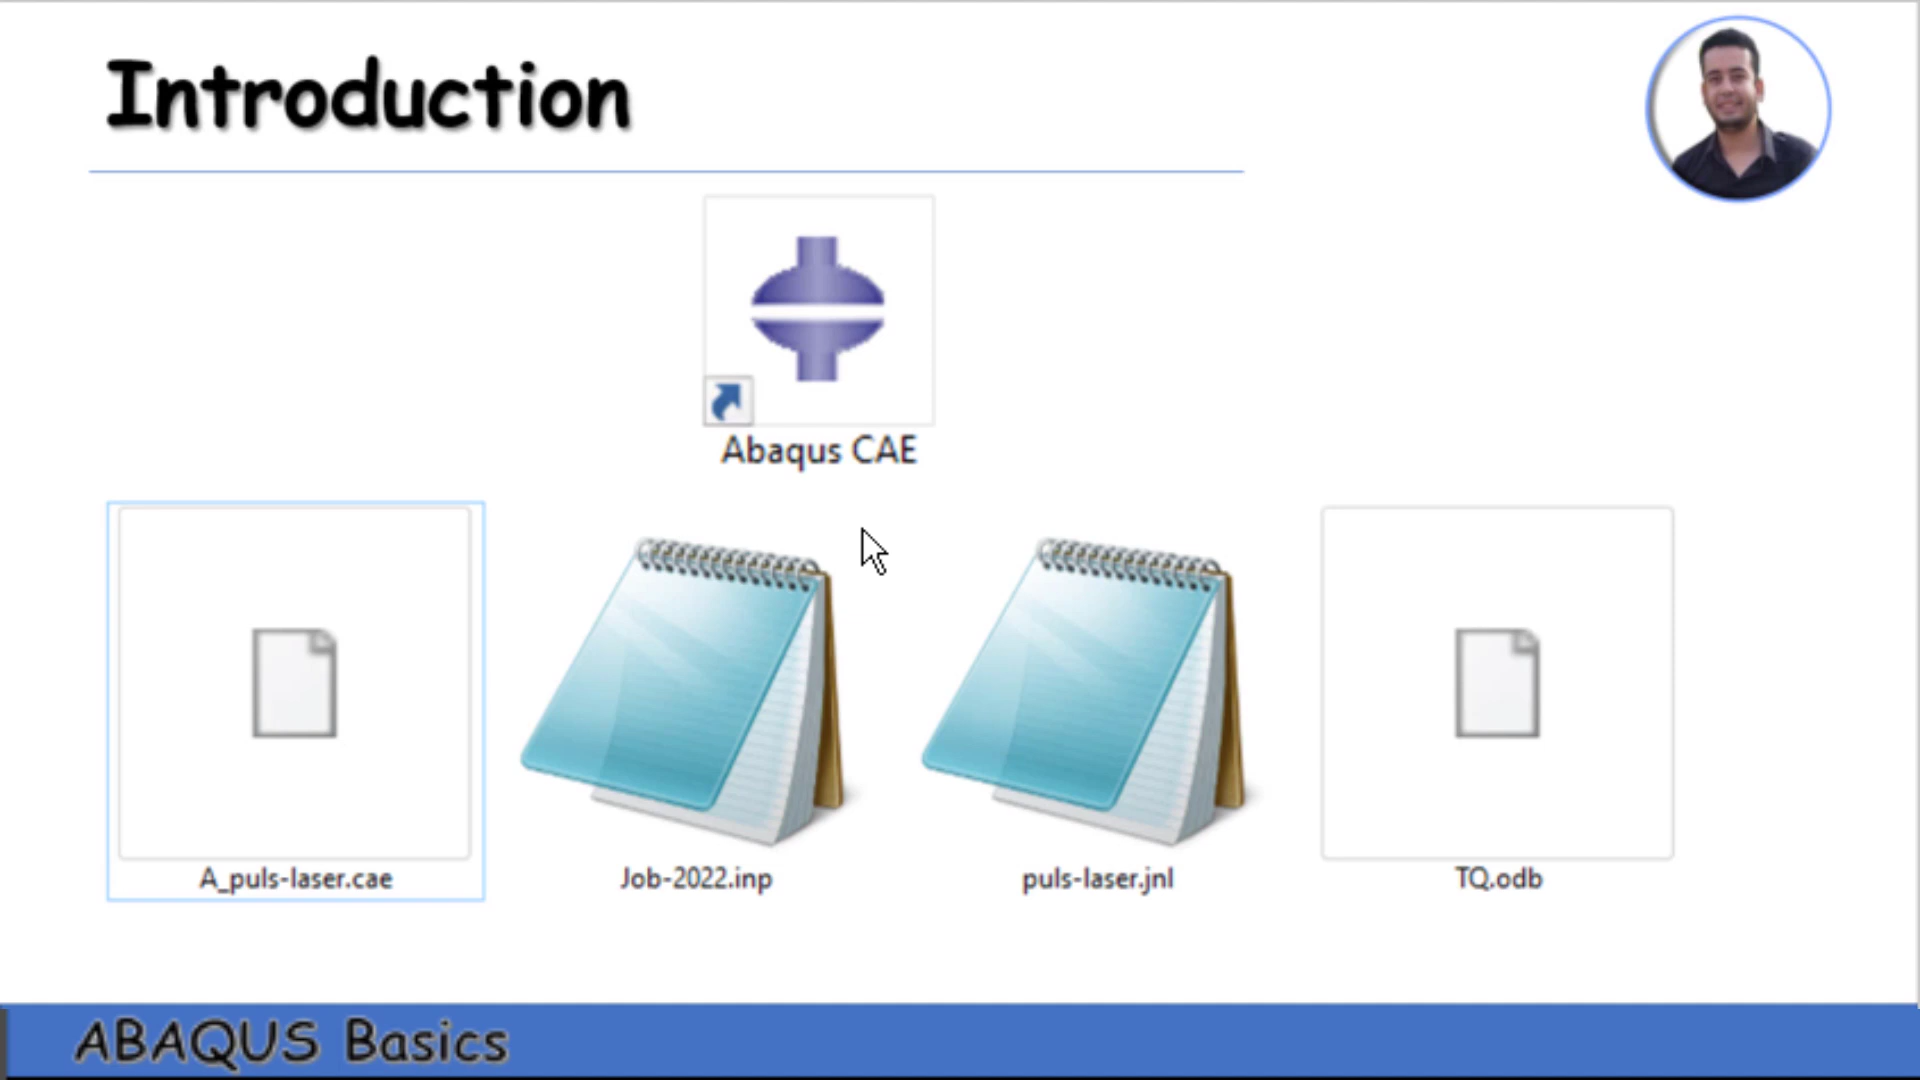 Introduction
Abaqus CAE
A_puls-laser.cae
Job-2022.inp
puls-laser.jnl
TQ.odb
ABAQUS Basics